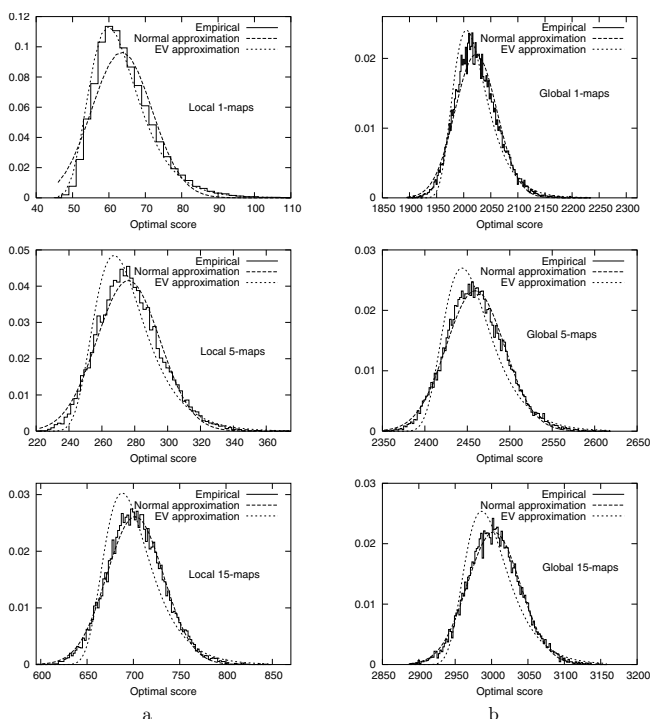 0.12
0.1
0.08
0.06
0.04
0.02
0
40 50 60 70 80 90 100 110
Optimal score
Empirical
Normal approximation
EV approximation
Local 1-maps
0.02
0.01
0
1850 1900 1950 2000 2050 2100 2150 2200 2250 2300
Optimal score
Empirical
Normal approximation
EV approximation
Global 1-maps
0.05
0.04
0.03
0.02
0.01
0
220 240 260 280 300 320 340 360
Optimal score
Empirical
Normal approximation
EV approximation
Local 5-maps
0.03
0.02
0.01
0
2350 2400 2450 2500 2550 2600 2650
Optimal score
Empirical
Normal approximation
EV approximation
Global 5-maps
0.03
0.02
0.01
0
600 650 700 750 800 850
Optimal score
Empirical
Normal approximation
EV approximation
Local 15-maps
0.03
0.02
0.01
0
2850 2900 2950 3000 3050 3100 3150 3200
Optimal score
Empirical
Normal approximation
EV approximation
Global 15-maps
a
b